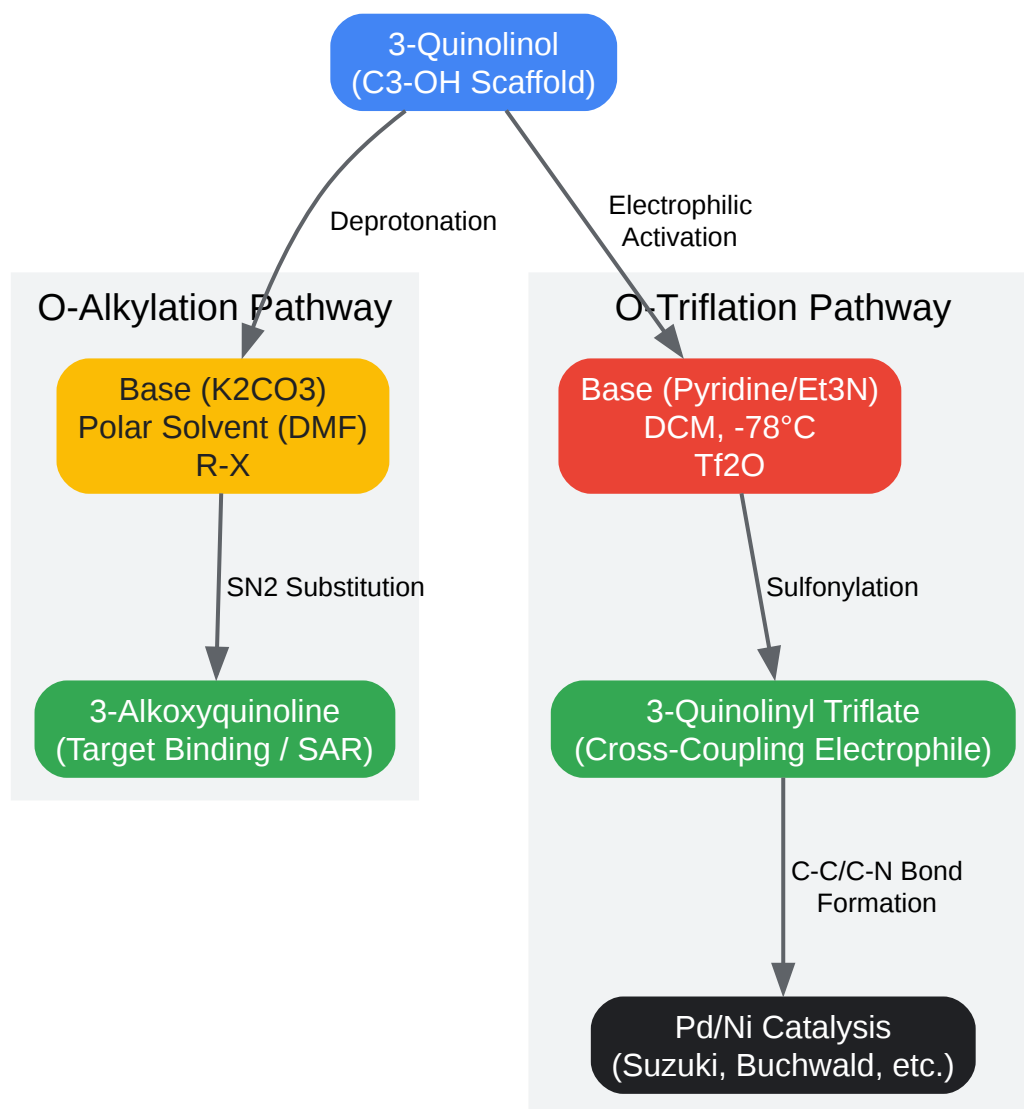 3-Quinolinol
(C3-OH Scaffold)
Deprotonation
Electrophilic
Activation
O-Alkylation Pathway
Base (K2CO3)
Polar Solvent (DMF)
R-X
SN2 Substitution
3-Alkoxyquinoline
(Target Binding / SAR)
O-Triflation Pathway
Base (Pyridine/Et3N)
DCM, -78°C
Tf2O
Sulfonylation
3-Quinolinyl Triflate
(Cross-Coupling Electrophile)
C-C/C-N Bond
Formation
Pd/Ni Catalysis
(Suzuki, Buchwald, etc.)